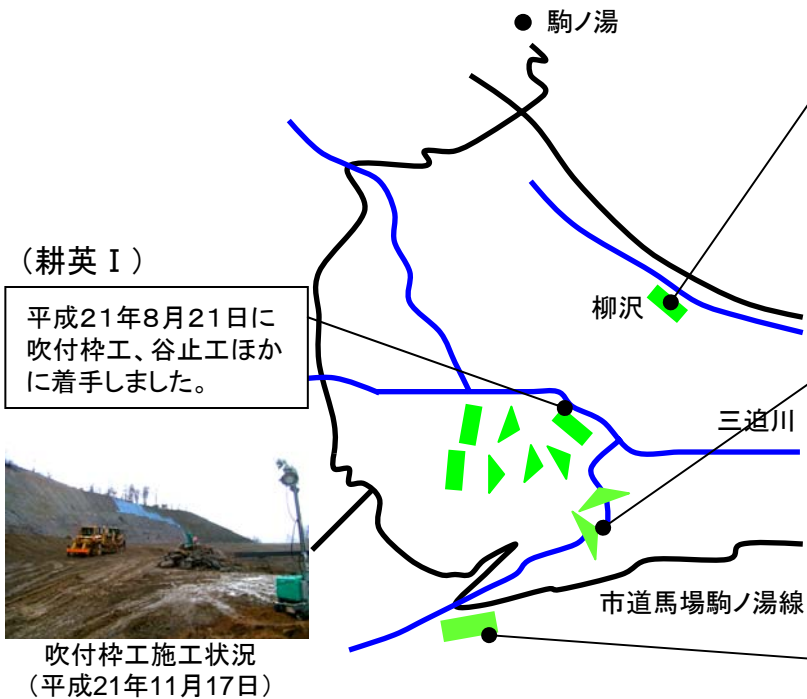 駒ノ湯
(耕英Ⅰ)
平成21年8月21日に
吹付枠工、谷止工ほか
に着手しました。
柳沢
三迫川
市道馬場駒ノ湯線
吹付枠工施工状況
(平成21年11月17日)